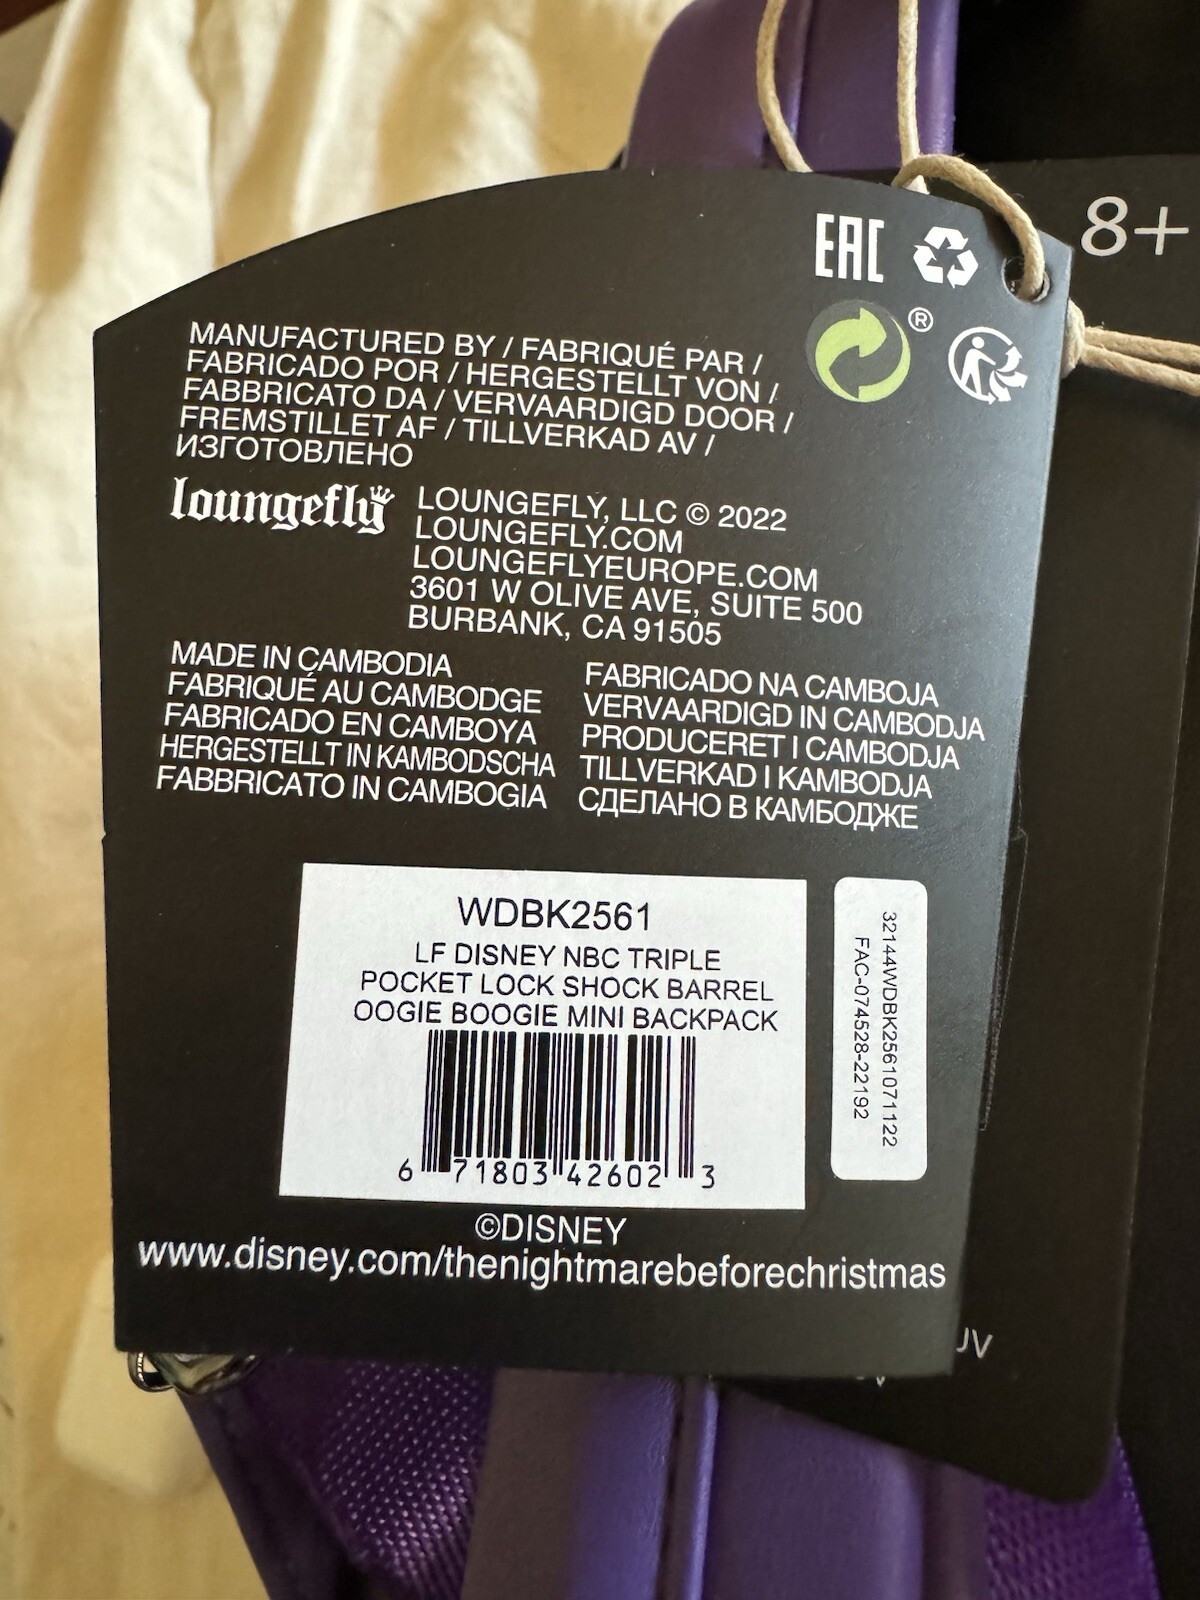 EAC
8+
®
MANUFACTURED BY / FABRIQUÉ PAR /
FABRICADO POR / HERGESTELLT VON /
FABBRICATO DA / VERVAARDIGD DOOR /
FREMSTILLET AF / TILLVERKAD AV /
ИЗГОТОВЛЕНО
loungefly
LOUNGEFLY, LLC © 2022
LOUNGEFLY.COM
LOUNGEFLYEUROPE.COM
3601 W OLIVE AVE, SUITE 500
BURBANK, CA 91505
MADE IN CAMBODIA
FABRIQUÉ AU CAMBODGE
FABRICADO EN CAMBOYA
HERGESTELLT IN KAMBODSCHA
FABBRICATO IN CAMBOGIA
FABRICADO NA CAMBOJA
VERVAARDIGD IN CAMBODJA
PRODUCERET I CAMBODJA
TILLVERKAD I KAMBODJA
СДЕЛАНО В КАМБОДЖЕ
WDBK2561
LF DISNEY NBC TRIPLE
POCKET LOCK SHOCK BARREL
OOGIE BOOGIE MINI BACKPACK
6 71803 42602 3
32144WDBK2561071122
FAC-074528-22192
©DISNEY
www.disney.com/thenightmarebeforechristmas